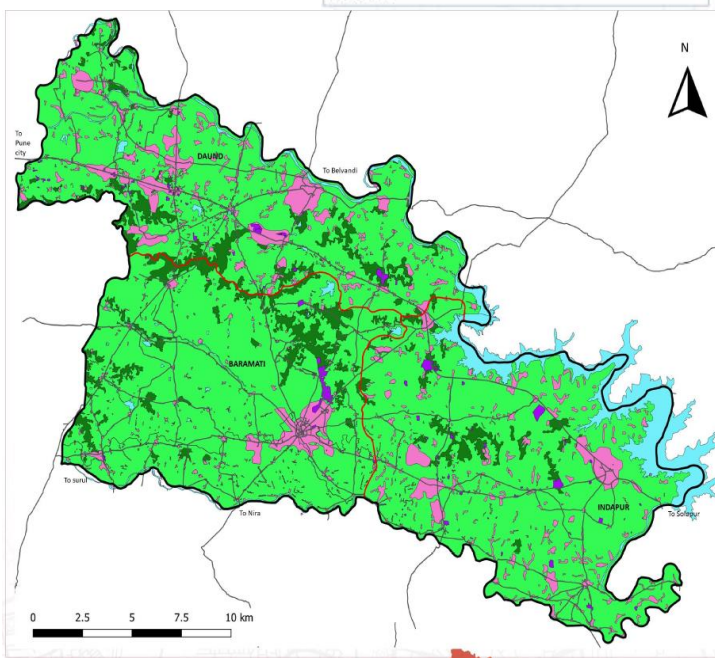 N
To
Pune
city
DAUND
To Belvandi
BARAMATI
To surul
To Nira
INDAPUR
To Solapur
0 2.5 5 7.5 10 km